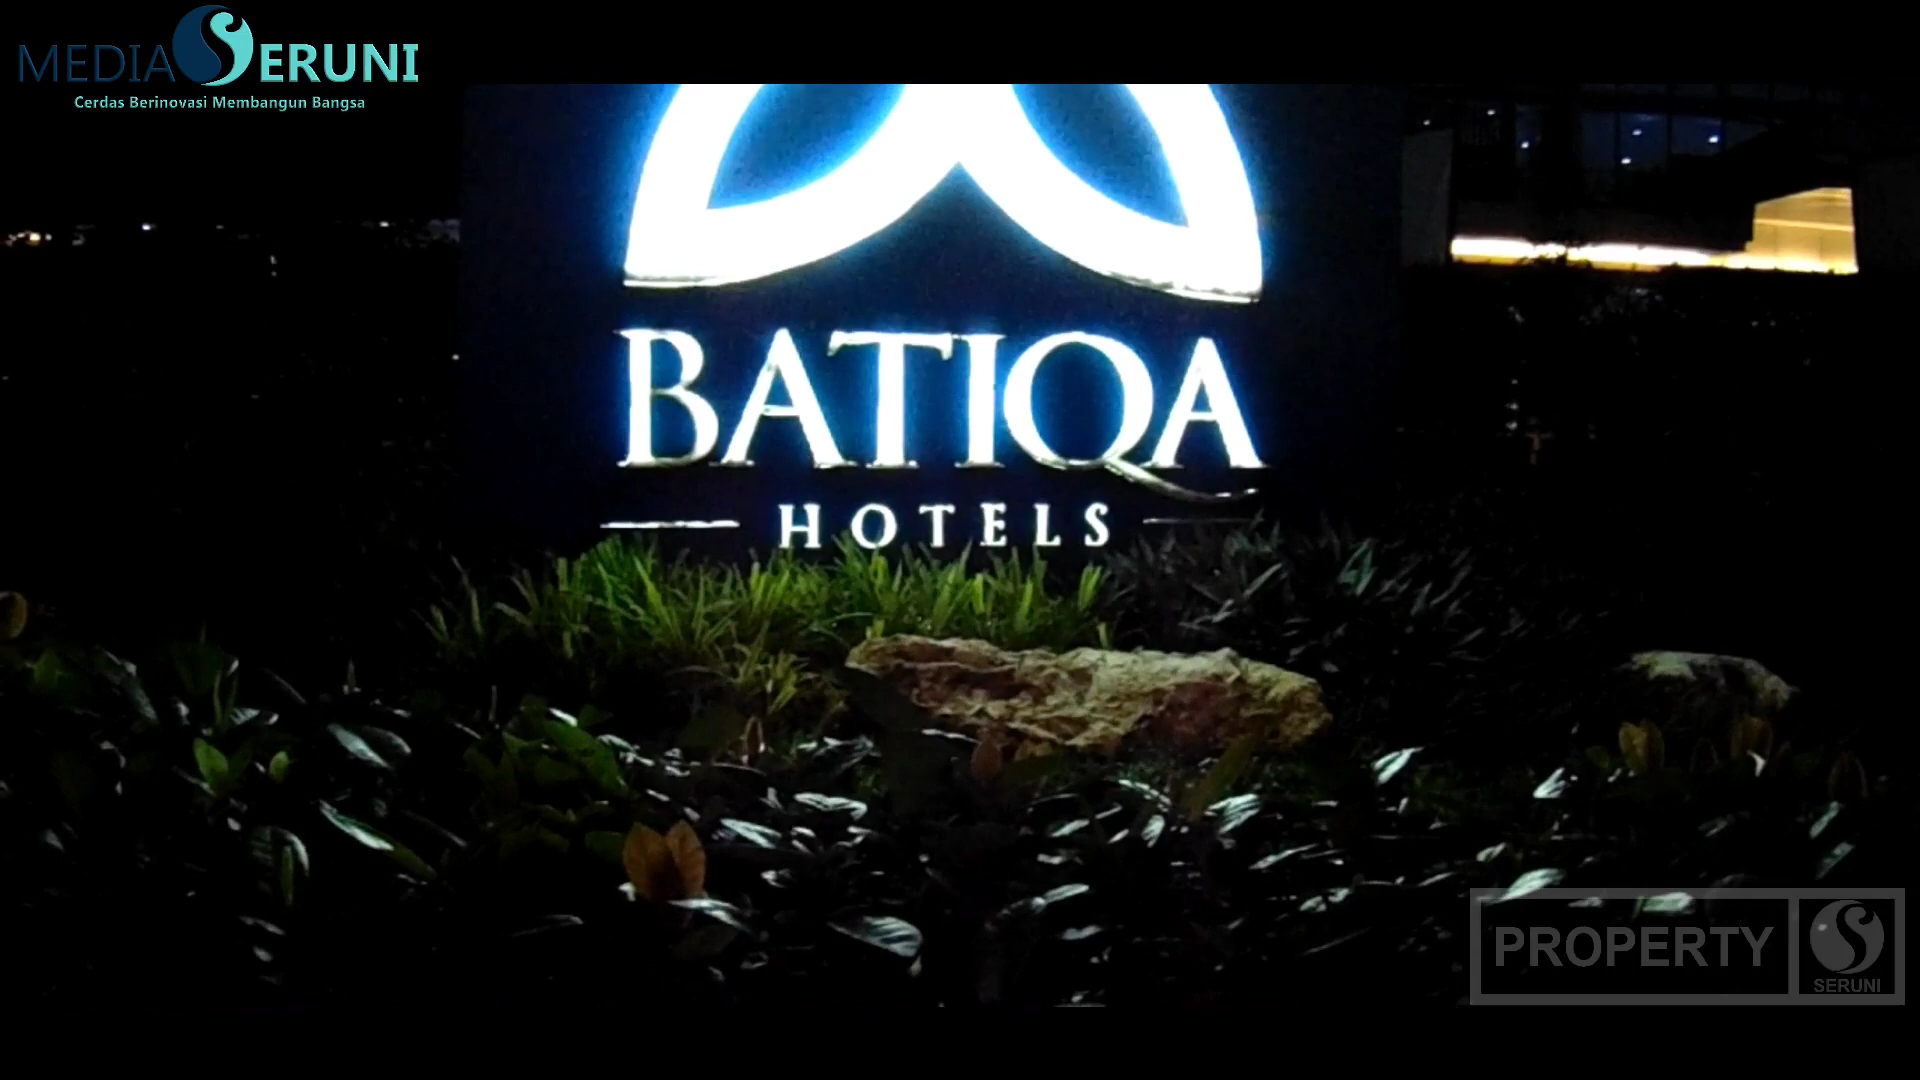 MEDIA SERUNI
Cerdas Berinovasi Membangun Bangsa
BATIQA
HOTELS
PROPERTY
SERUNI